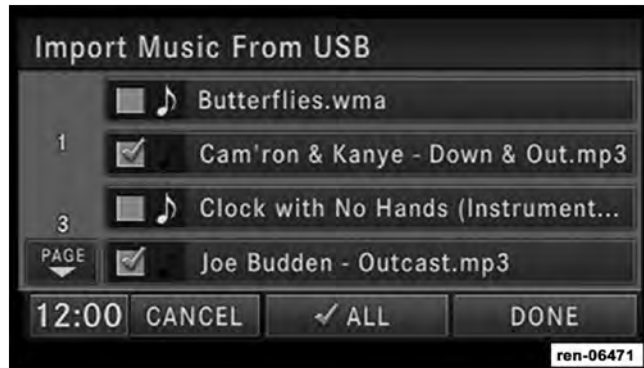 Import Music From USB
Butterflies.wma
1
Cam'ron & Kanye - Down & Out.mp3
Clock with No Hands (Instrument...
3
PAGE
Joe Budden - Outcast.mp3
12:00 CANCEL ✓ ALL DONE
ren-06471